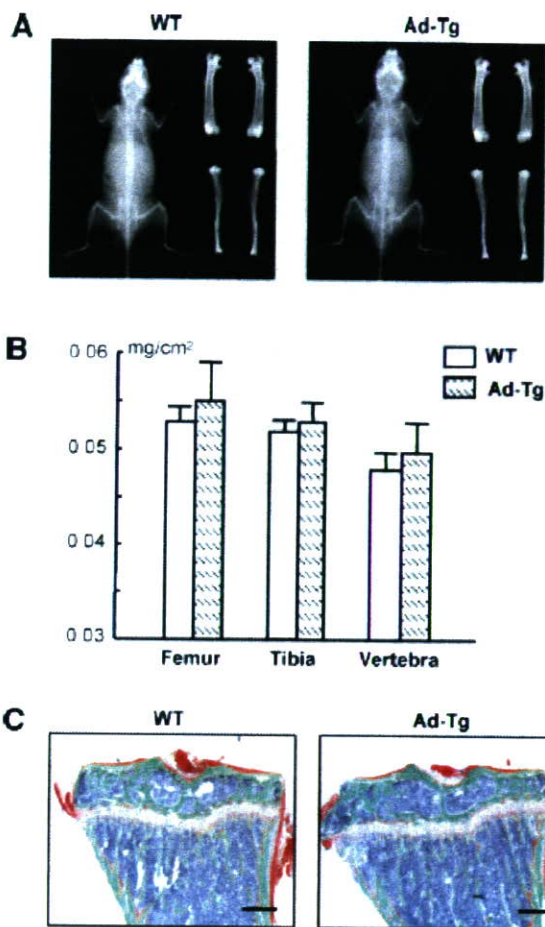 A
WT Ad-Tg
B
0 06 mg/cm²
0 05
0 04
0 03
WT
Ad-Tg
Femur Tibia Vertebra
C
WT Ad-Tg